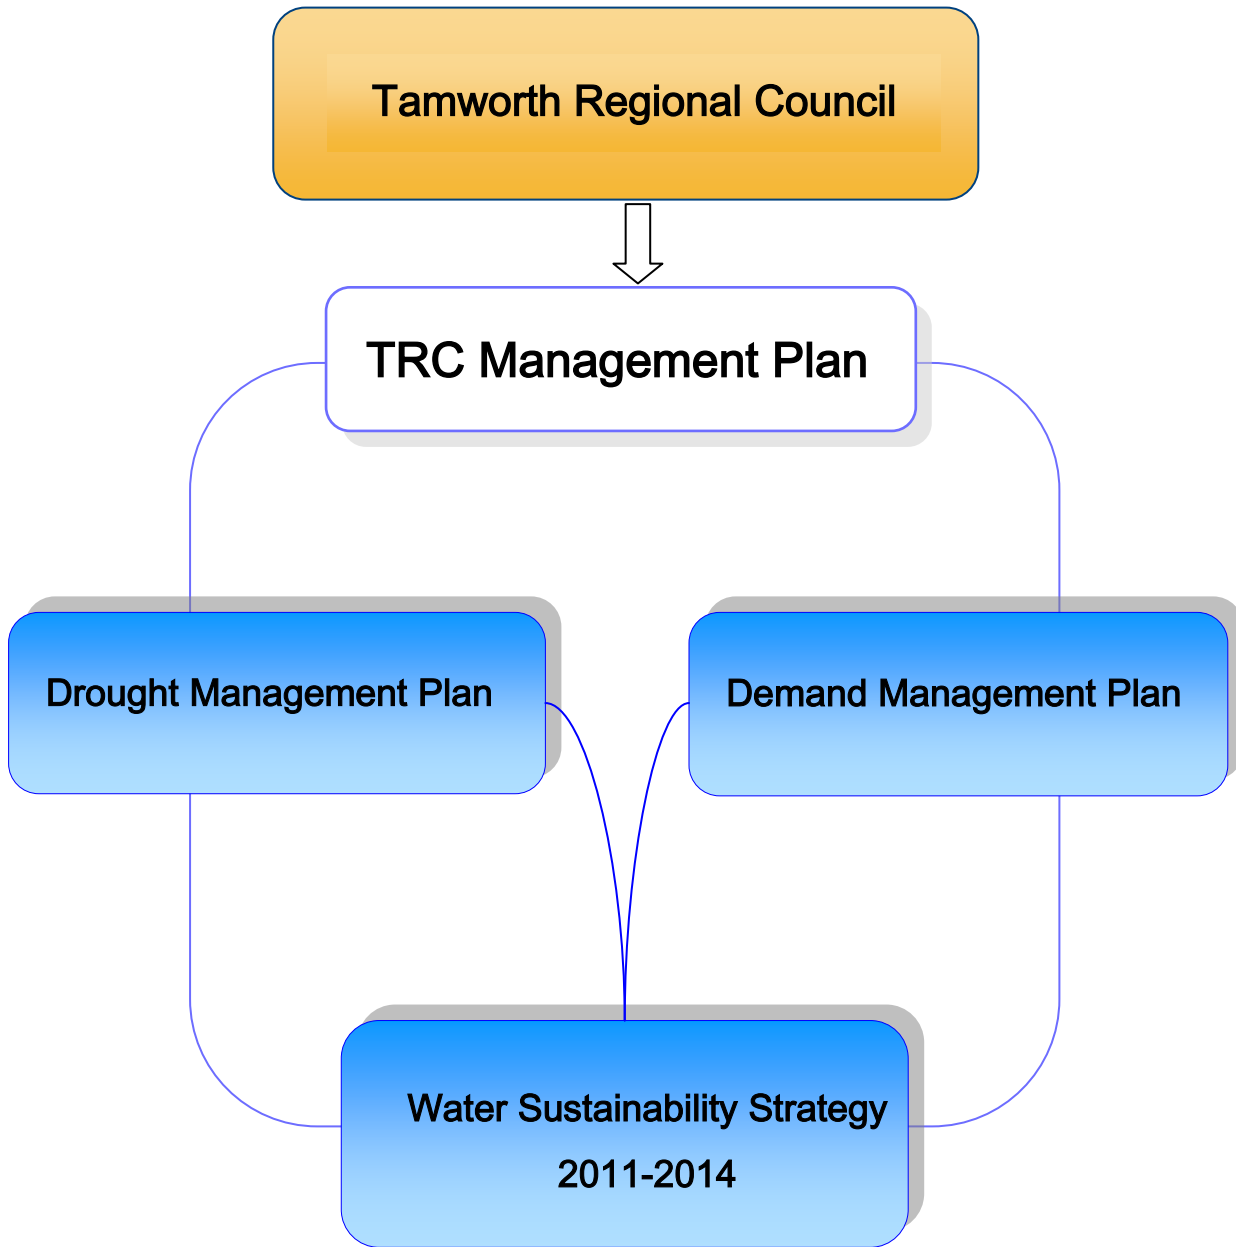 Tamworth Regional Council
TRC Management Plan
Drought Management Plan
Demand Management Plan
Water Sustainability Strategy
2011-2014